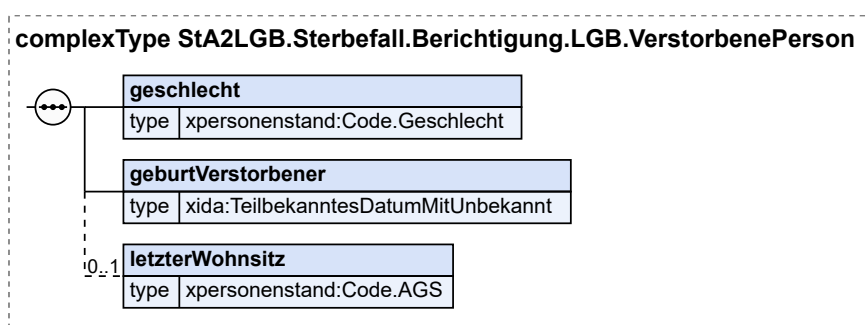 complexType StA2LGB.Sterbefall.Berichtigung.LGB.VerstorbenePerson
geschlecht
type xpersonenstand:Code.Geschlecht
geburtVerstorbener
type xida:TeilbekanntesDatumMitUnbekannt
0..1
letzterWohnsitz
type xpersonenstand:Code.AGS